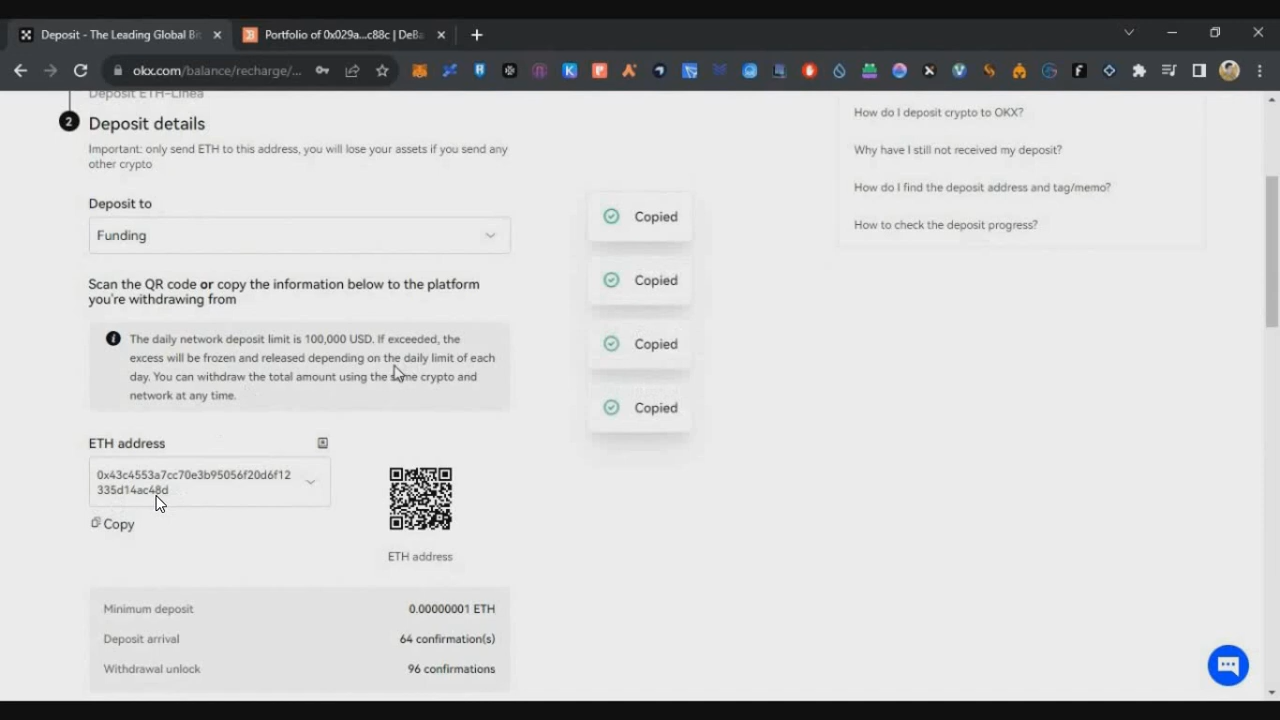 Deposit - The Leading Global Bi
Portfolio of 0x029a...c88c | DeBa
okx.com/balance/recharge/...
Deposit ETH-Linea
2
Deposit details
Important: only send ETH to this address, you will lose your assets if you send any
other crypto
Deposit to
Funding
Scan the QR code or copy the information below to the platform
you're withdrawing from
The daily network deposit limit is 100,000 USD. If exceeded, the
excess will be frozen and released depending on the daily limit of each
day. You can withdraw the total amount using the same crypto and
network at any time.
ETH address
0x43c4553a7cc70e3b95056f20d6f12
335d14ac48d
Copy
ETH address
Minimum deposit
0.00000001 ETH
Deposit arrival
64 confirmation(s)
Withdrawal unlock
96 confirmations
Copied
Copied
Copied
Copied
How do I deposit crypto to OKX?
Why have I still not received my deposit?
How do I find the deposit address and tag/memo?
How to check the deposit progress?